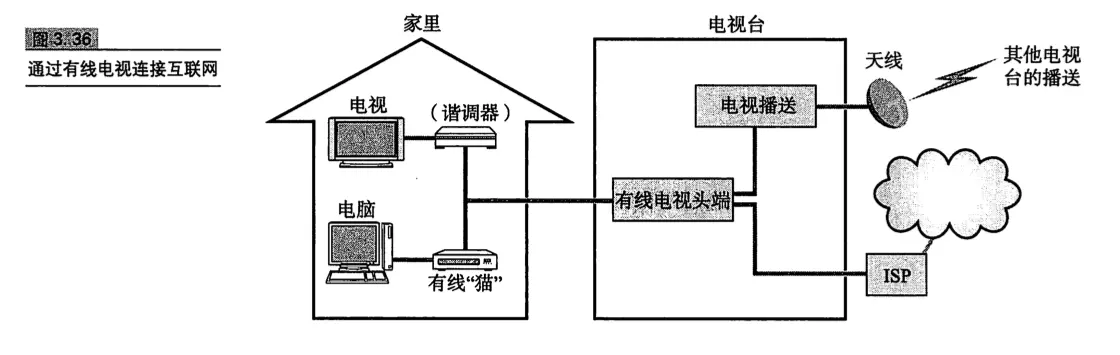 图 3.36
通过有线电视连接互联网
家里
电视
(谐调器)
电脑
有线“猫”
电视台
电视播送
有线电视头端
天线
其他电视
台的播送
ISP